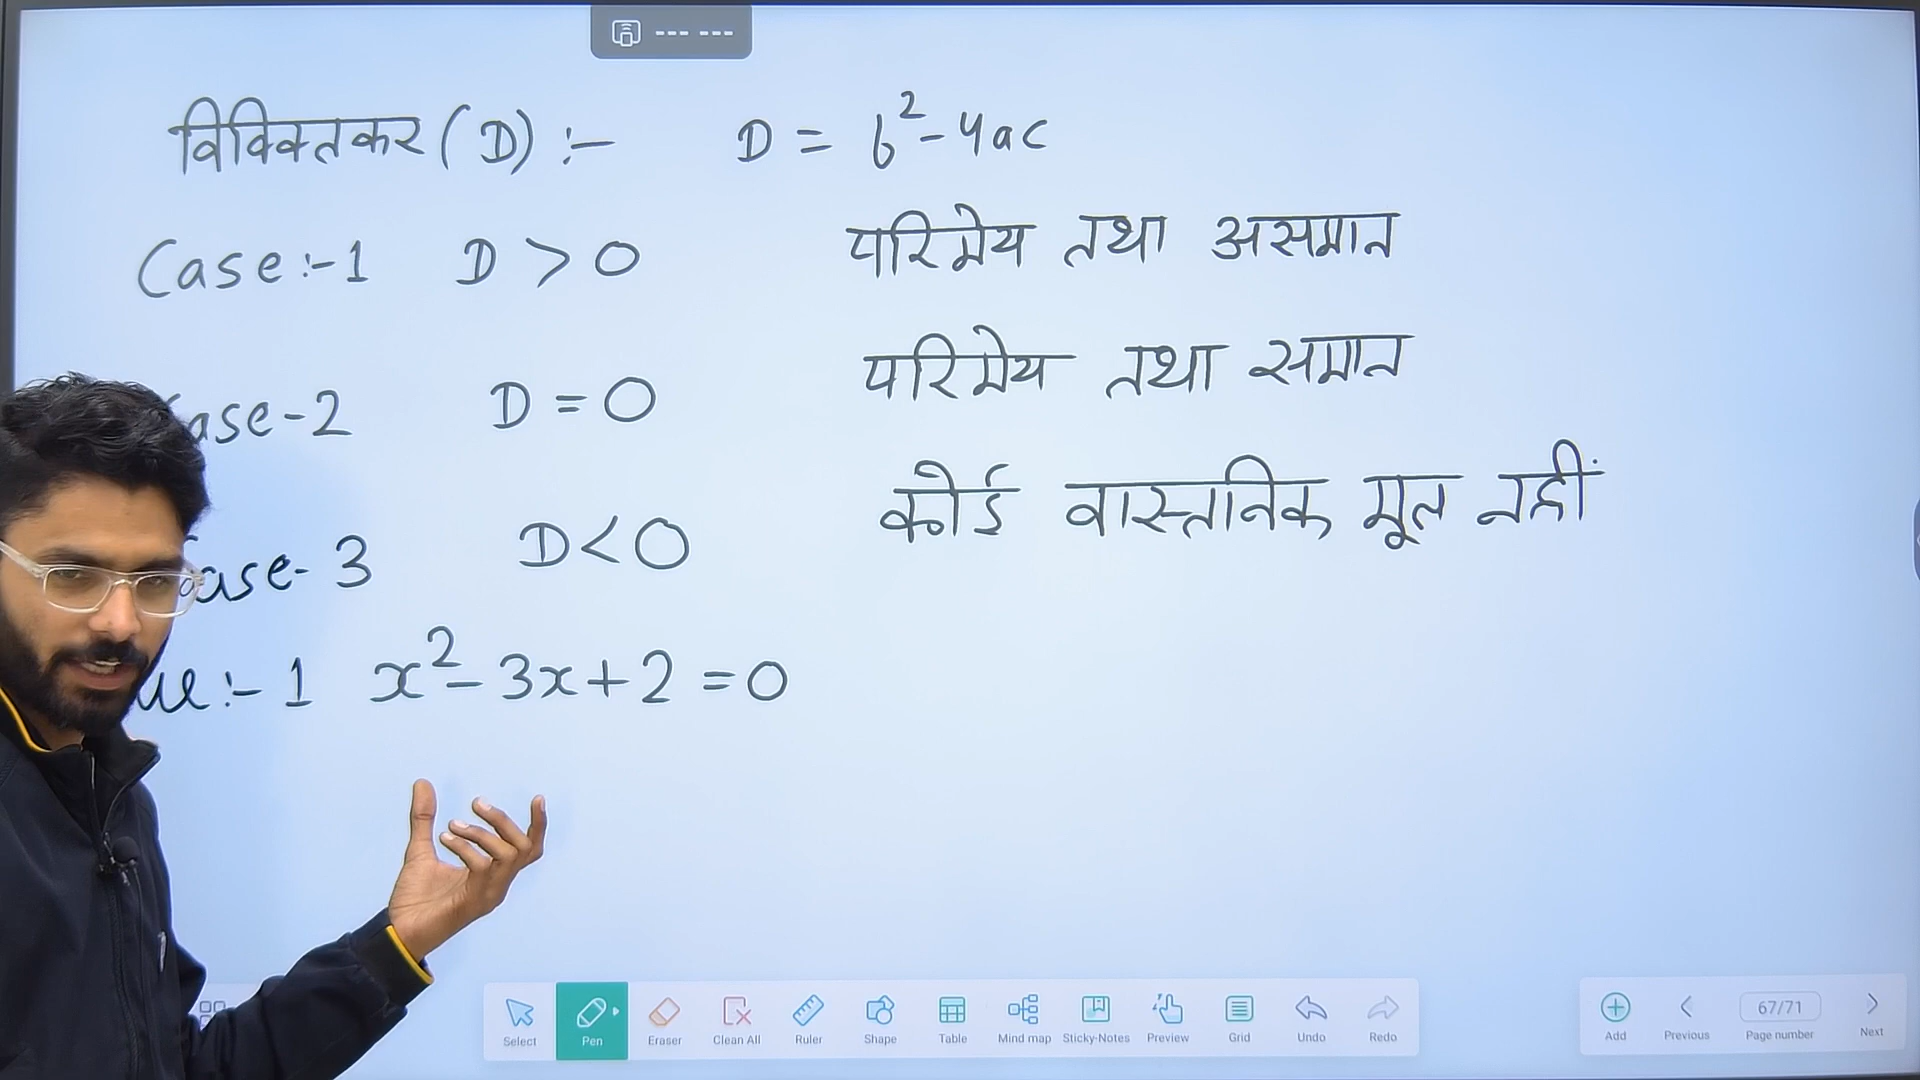 विविक्तकर (D) :- D = b² - 4ac
Case :- 1 D > 0 परिमेय तथा असमान
ase - 2 D = 0 परिमेय तथा समान
ase - 3 D < 0 कोई वास्तविक मूल नहीं
ue :- 1 x² - 3x + 2 = 0
Select Pen Eraser Clean All Ruler Shape Table Mind map Sticky-Notes Preview Grid Undo Redo Add Previous 67/71 Page number Next